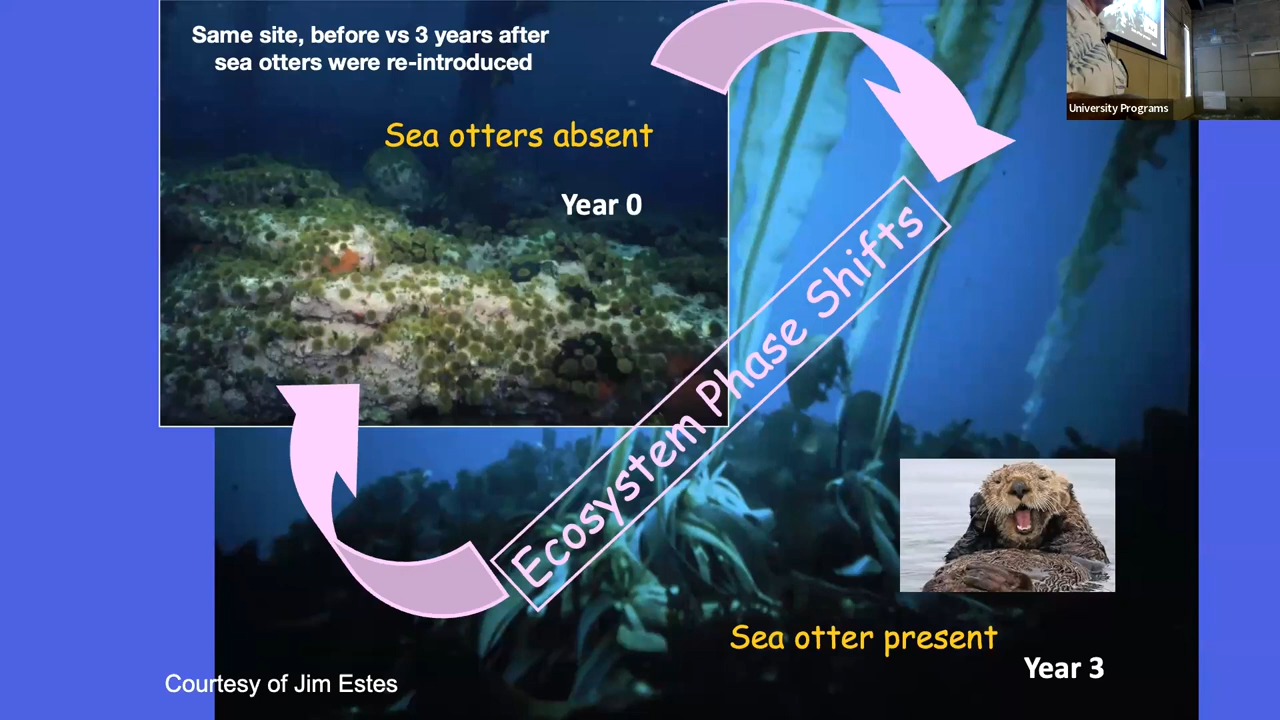 Same site, before vs 3 years after
sea otters were re-introduced
Sea otters absent
Year 0
University Programs
Ecosystem Phase Shifts
Sea otter present
Year 3
Courtesy of Jim Estes